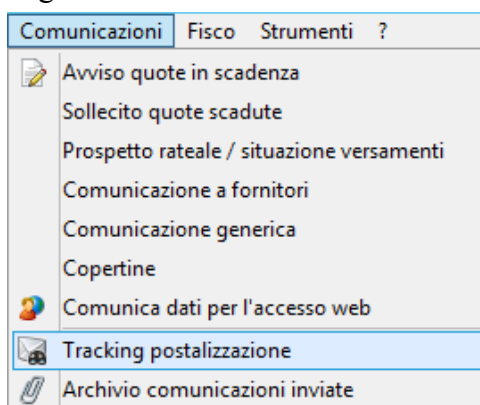 Comunicazioni Fisco Strumenti ?
Avviso quote in scadenza
Sollecito quote scadute
Prospetto rateale / situazione versamenti
Comunicazione a fornitori
Comunicazione generica
Copertine
Comunica dati per l'accesso web
Tracking postalizzazione
Archivio comunicazioni inviate